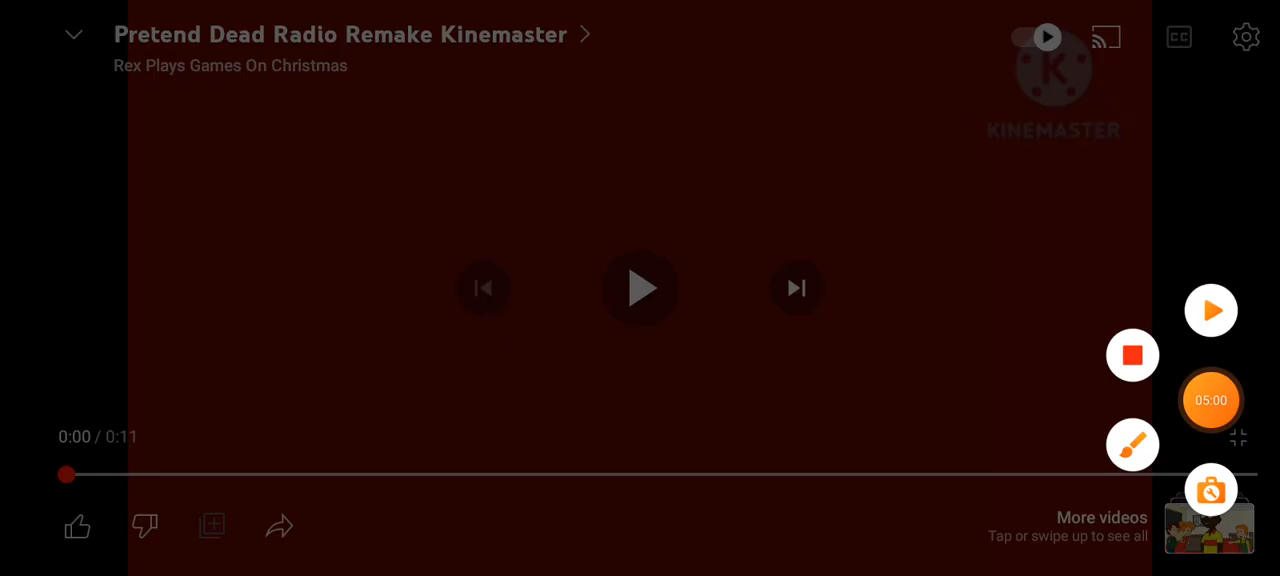 Pretend Dead Radio Remake Kinemaster
Rex Plays Games On Christmas
CC
K
KINEMASTER
05:00
0:00 / 0:11
More videos
Tap or swipe up to see all